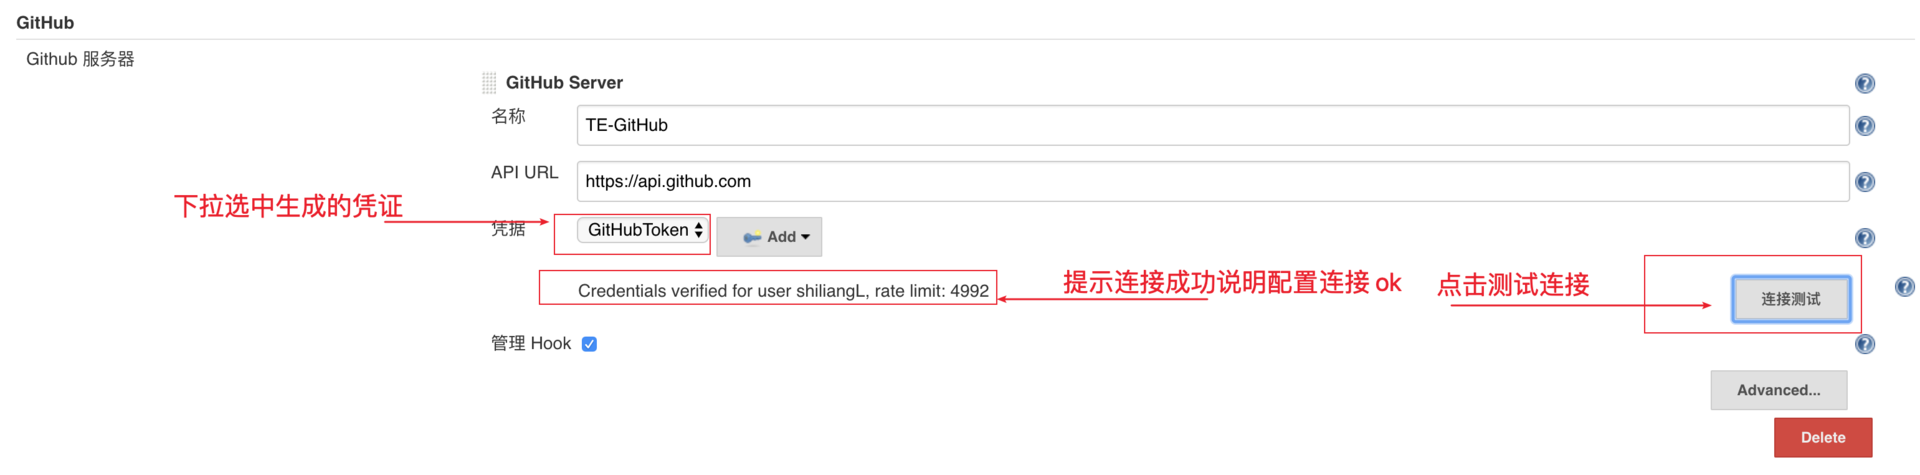 GitHub
Github 服务器
GitHub Server
名称
TE-GitHub
API URL
https://api.github.com
下拉选中生成的凭证
凭据
GitHubToken
Add
Credentials verified for user shiliangL, rate limit: 4992
提示连接成功说明配置连接 ok
点击测试连接
连接测试
管理 Hook
Advanced...
Delete